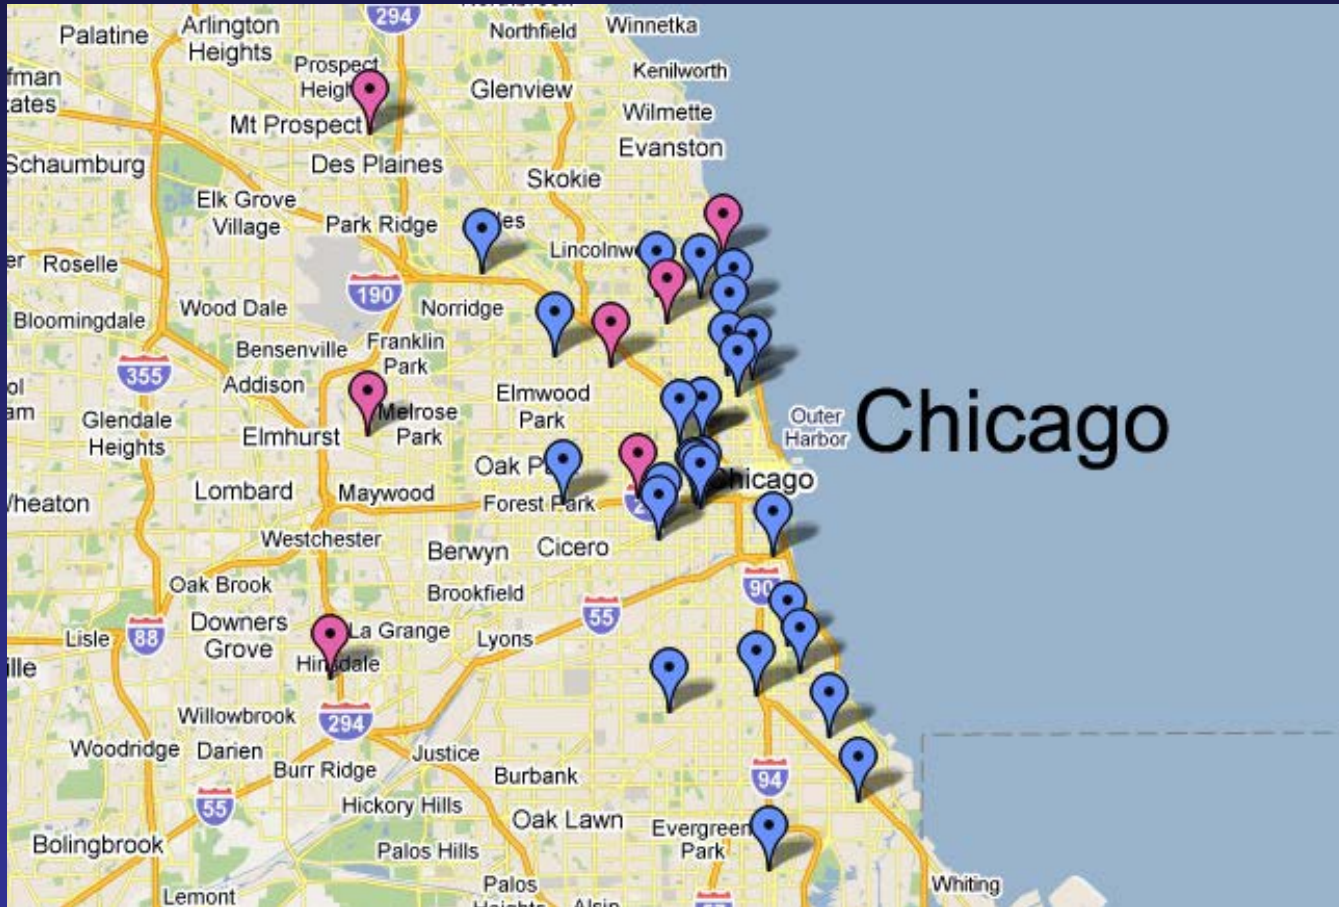 Arlington
Heights
Palatine
294
Northfield
Winnetka
Prospect
Kenilworth
Glenview
Wilmette
Mt Prospect
Evanston
Schaumburg
Des Plaines
Skokie
Elk Grove
Village
Park Ridge
Roselle
190
Wood Dale
Norridge
Bloomingdale
Bensenville
Franklin
Park
355
Addison
Elmwood
Park
Glendale
Heights
Elmhurst
Melrose
Park
Outer
Harbor
Chicago
Lombard
Maywood
Forest Park
Chicago
Westchester
Berwyn
Cicero
Oak Brook
Brookfield
90
55
Downers
Grove
La Grange
Lyons
Lisle
88
Willowbrook
294
Woodridge
Darien
Justice
Burr Ridge
Burbank
94
55
Hickory Hills
Oak Lawn
Evergreen
Park
Bolingbrook
Palos Hills
Palos
Whiting
Lemont